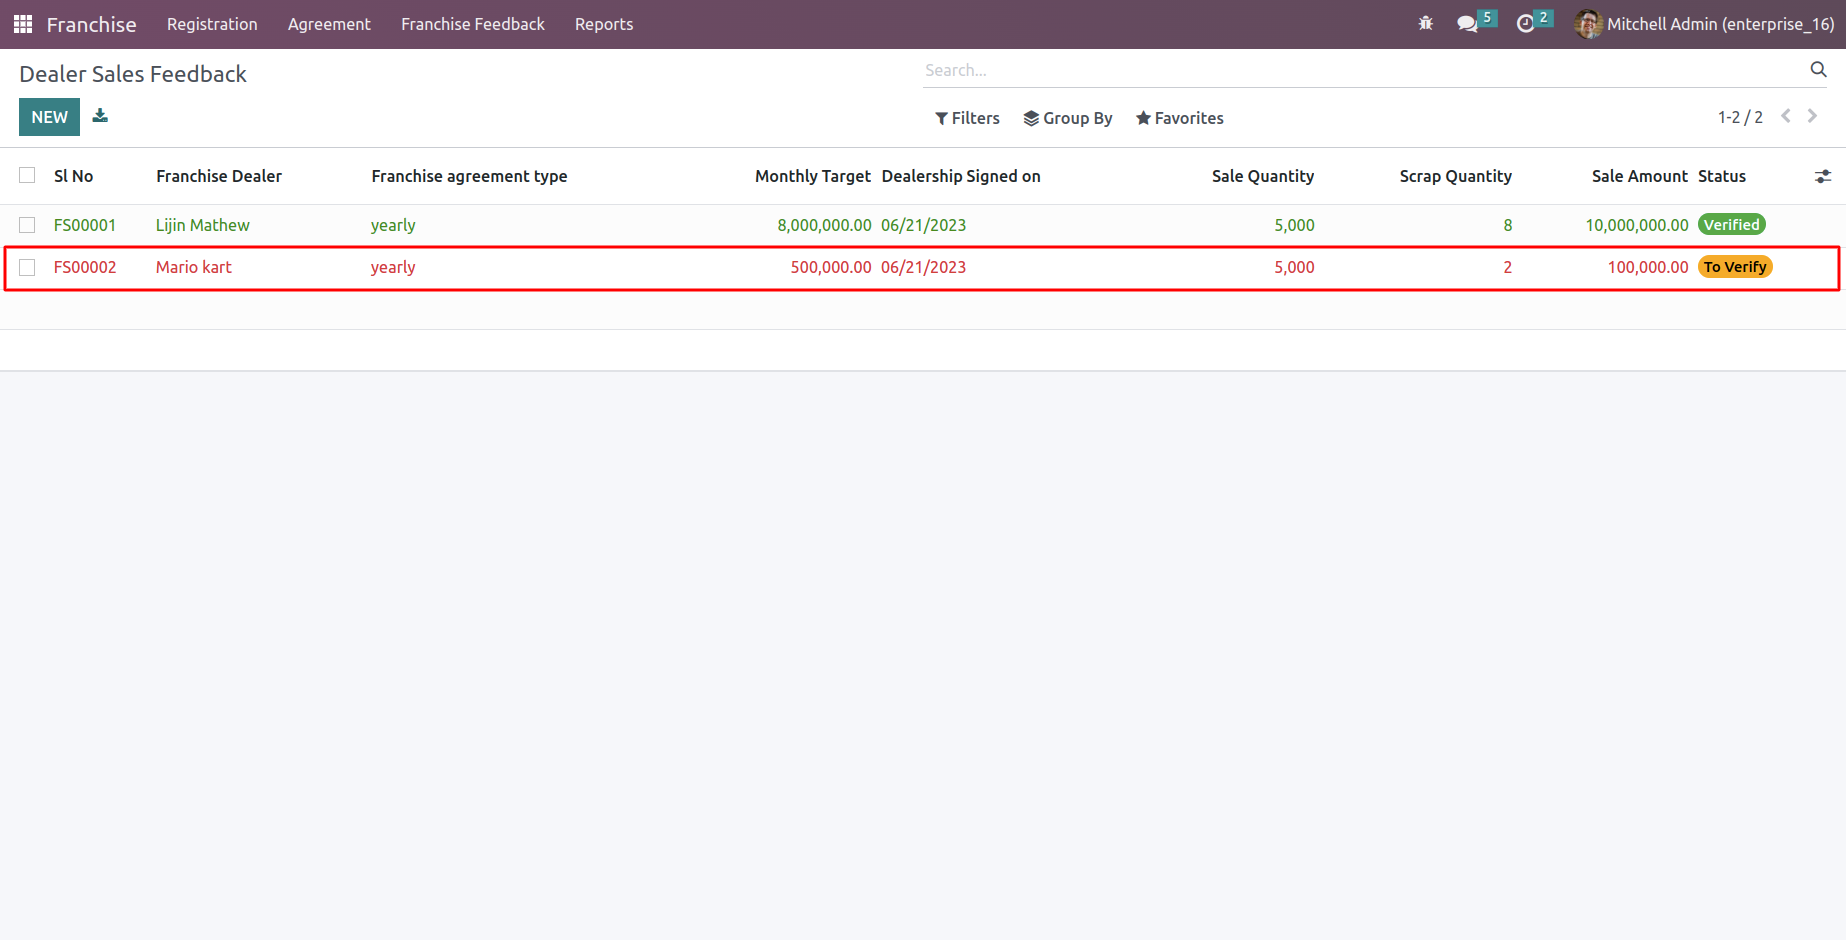 Franchise Registration Agreement Franchise Feedback Reports 5 2 Mitchell Admin (enterprise_16)
Dealer Sales Feedback Search...
NEW Filters Group By Favorites 1-2 / 2
Sl No Franchise Dealer Franchise agreement type Monthly Target Dealership Signed on Sale Quantity Scrap Quantity Sale Amount Status
FS00001 Lijin Mathew yearly 8,000,000.00 06/21/2023 5,000 8 10,000,000.00 Verified
FS00002 Mario kart yearly 500,000.00 06/21/2023 5,000 2 100,000.00 To Verify